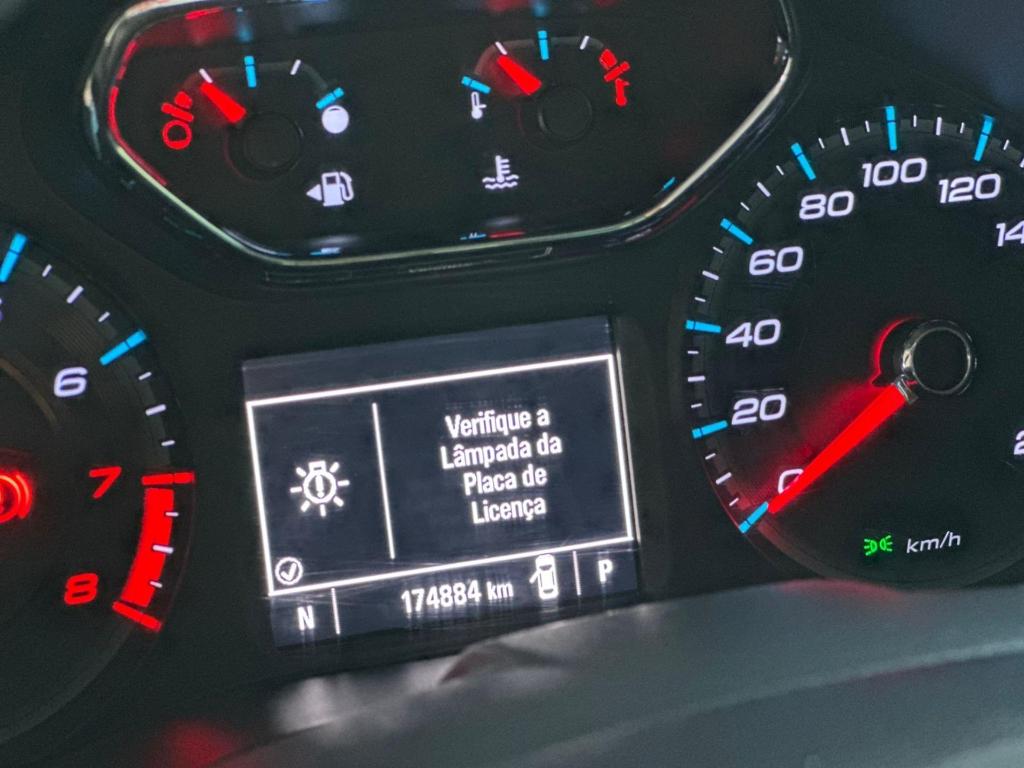 100
80
120
60
6
40
20
7
0
8
km/h
Verifique a
Lâmpada da
Placa de
Licença
N
174884 km
P